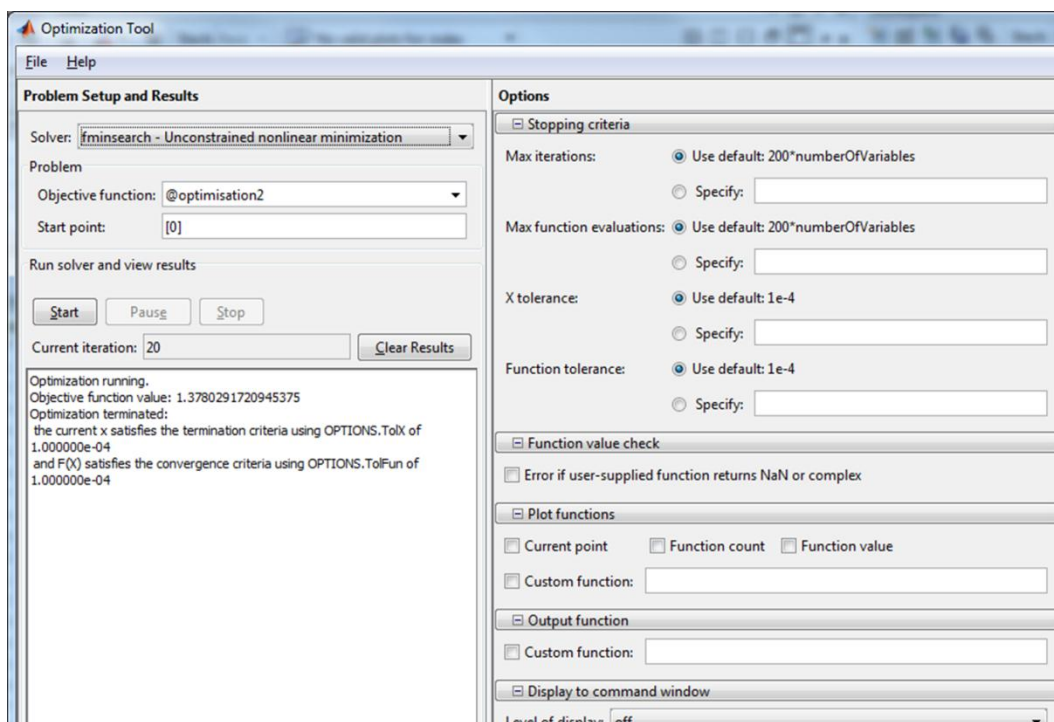 Optimization Tool
File Help
Problem Setup and Results
Solver: fminsearch - Unconstrained nonlinear minimization
Problem
Objective function: @optimisation2
Start point: [0]
Run solver and view results
Start Pause Stop
Current iteration: 20 Clear Results
Optimization running.
Objective function value: 1.3780291720945375
Optimization terminated:
the current x satisfies the termination criteria using OPTIONS.TolX of
1.000000e-04
and F(X) satisfies the convergence criteria using OPTIONS.TolFun of
1.000000e-04
Options
Stopping criteria
Max iterations: Use default: 200*numberOfVariables
Specify:
Max function evaluations: Use default: 200*numberOfVariables
Specify:
X tolerance: Use default: 1e-4
Specify:
Function tolerance: Use default: 1e-4
Specify:
Function value check
Error if user-supplied function returns NaN or complex
Plot functions
Current point Function count Function value
Custom function:
Output function
Custom function:
Display to command window
Level of display: off